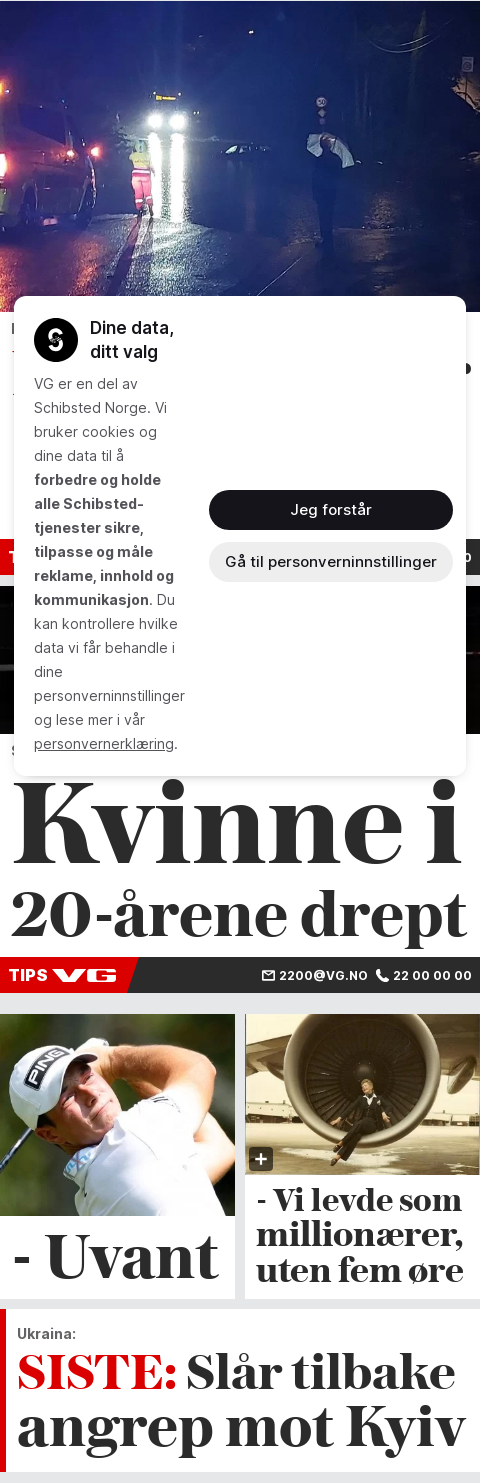 Dine data,
ditt valg
VG er en del av
Schibsted Norge. Vi
bruker cookies og
dine data til å
forbedre og holde
alle Schibsted-
tjenester sikre,
tilpasse og måle
reklame, innhold og
kommunikasjon. Du
kan kontrollere hvilke
data vi får behandle i
dine
personverninnstillinger
og lese mer i vår
personvernerklæring.
Jeg forstår
Gå til personverninnstillinger
Kvinne i
20-årene drept
TIPS VG 2200@VG.NO 22 00 00 00
PING
- Uvant
- Vi levde som
millionærer,
uten fem øre
Ukraina:
SISTE: Slår tilbake
angrep mot Kyiv